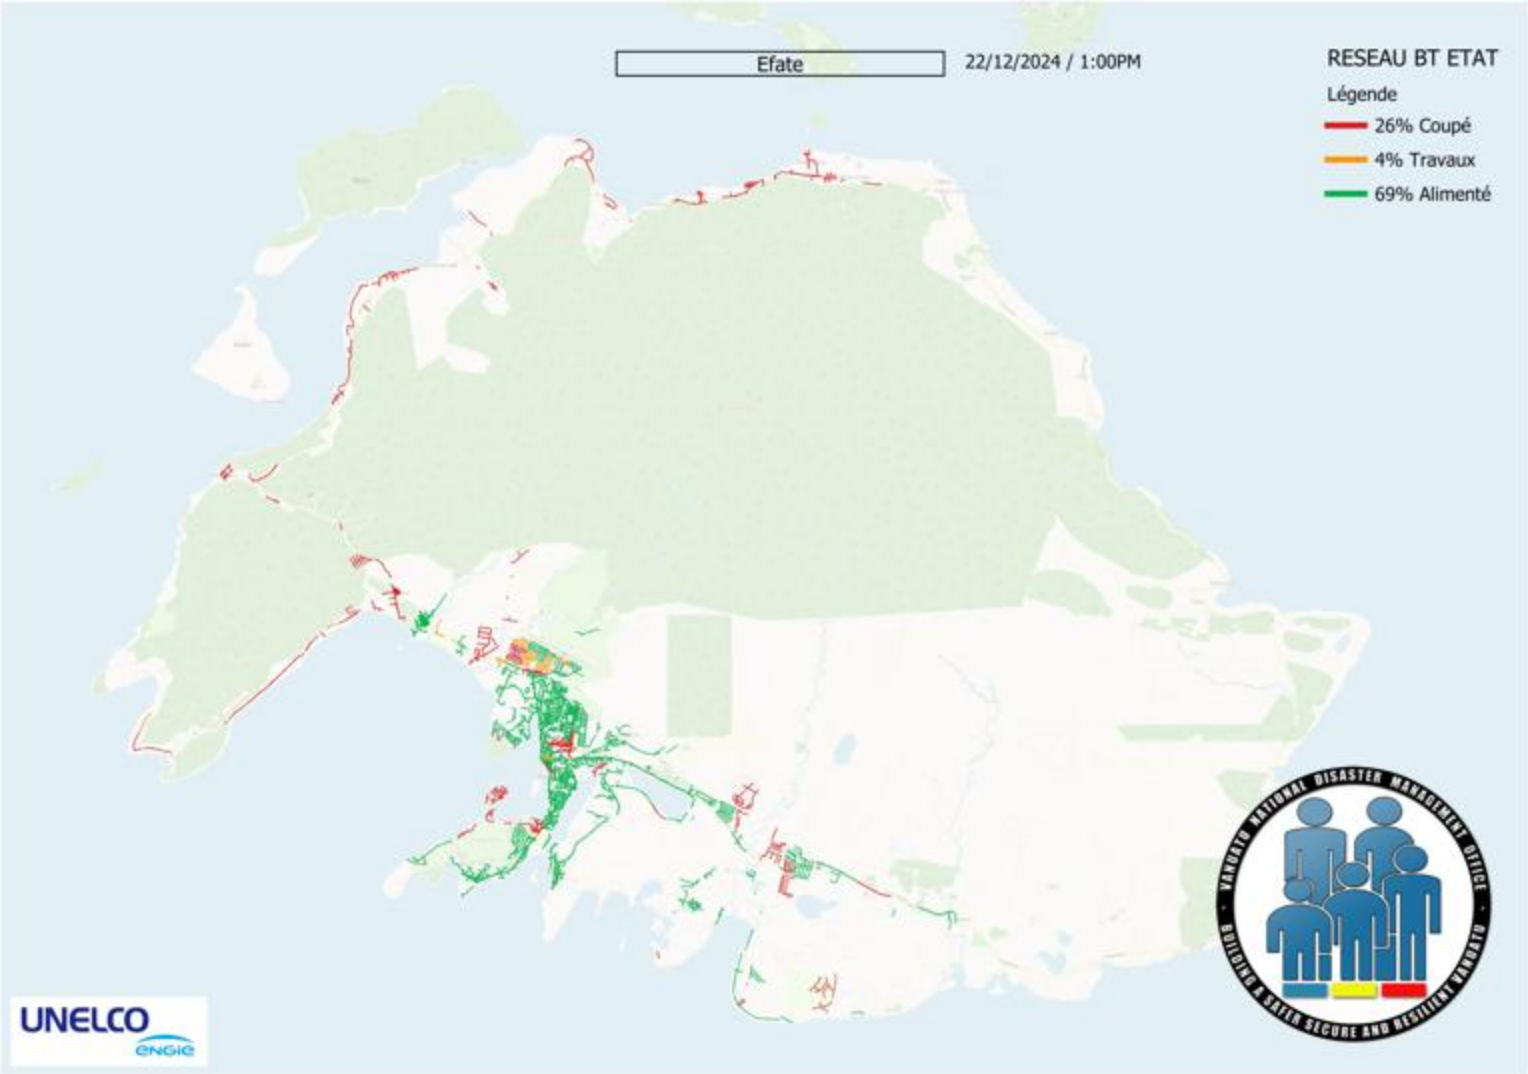 Efate
22/12/2024 / 1:00PM
RESEAU BT ETAT
Légende
26% Coupé
4% Travaux
69% Alimenté
VANUATU NATIONAL DISASTER MANAGEMENT OFFICE
BUILDING A SAFER SECURE AND RESILIENT VANUATU
UNELCO
ENGIE